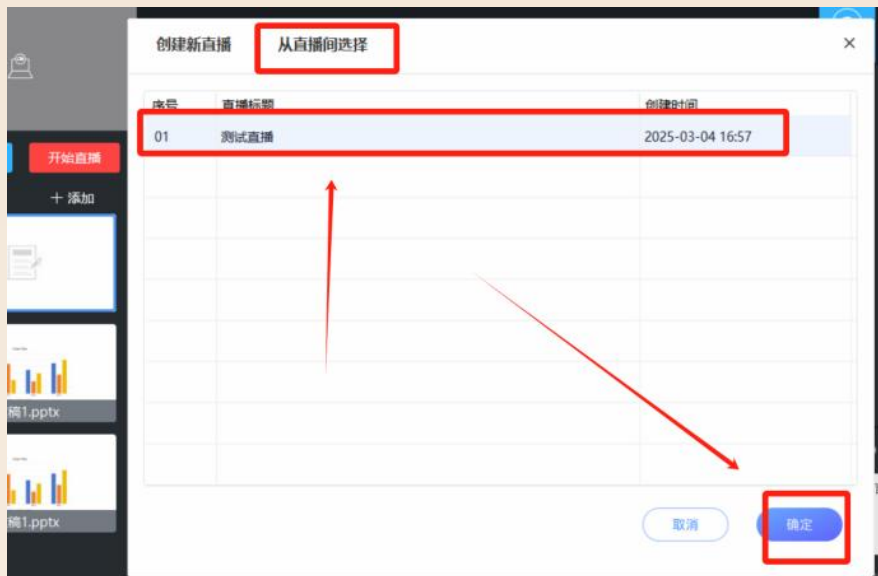 创建新直播 从直播间选择 ×
序号 直播标题 创建时间
01 测试直播 2025-03-04 16:57
开始直播
+ 添加
稿1.pptx
稿1.pptx
取消 确定